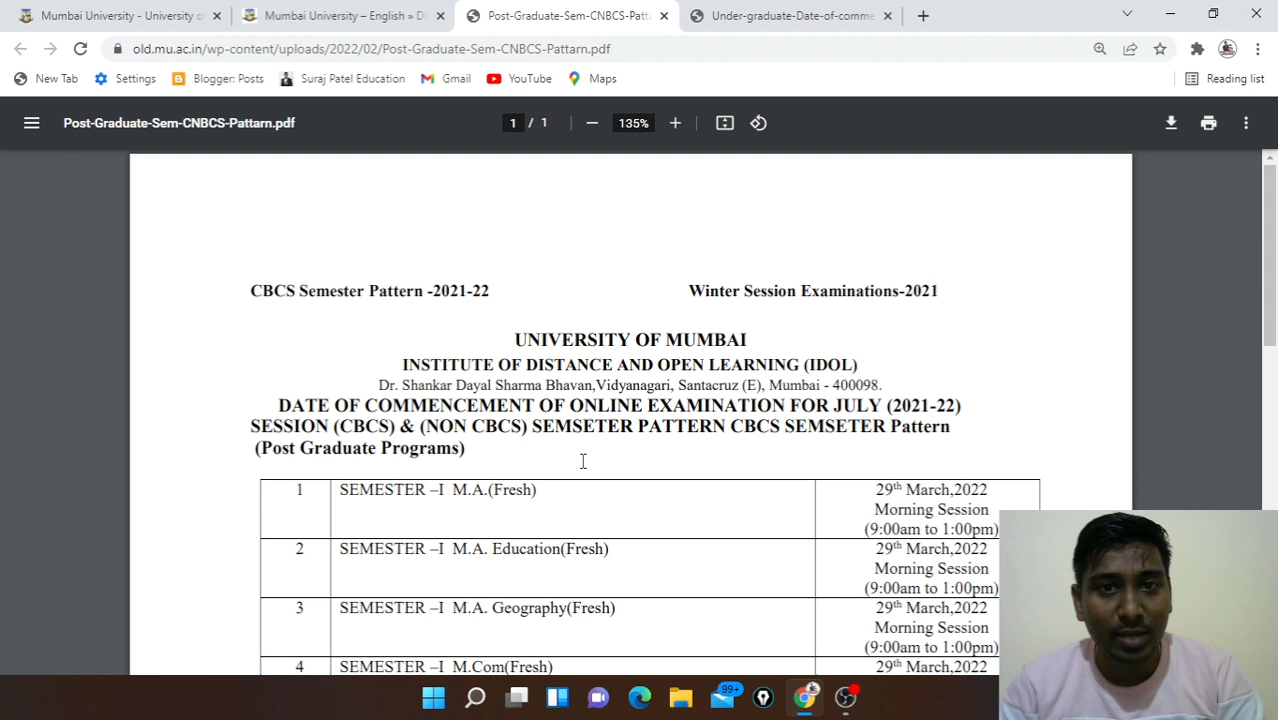 Mumbai University - University of
Mumbai University – English » Di
Post-Graduate-Sem-CNBCS-Patta
Under-graduate-Date-of-comme
old.mu.ac.in/wp-content/uploads/2022/02/Post-Graduate-Sem-CNBCS-Pattarn.pdf
New Tab Settings Blogger: Posts Suraj Patel Education Gmail YouTube Maps Reading list
Post-Graduate-Sem-CNBCS-Pattarn.pdf 1 / 1 135%
CBCS Semester Pattern -2021-22 Winter Session Examinations-2021
UNIVERSITY OF MUMBAI
INSTITUTE OF DISTANCE AND OPEN LEARNING (IDOL)
Dr. Shankar Dayal Sharma Bhavan,Vidyanagari, Santacruz (E), Mumbai - 400098.
DATE OF COMMENCEMENT OF ONLINE EXAMINATION FOR JULY (2021-22)
SESSION (CBCS) & (NON CBCS) SEMSETER PATTERN CBCS SEMSETER Pattern
(Post Graduate Programs)
1 SEMESTER –I M.A.(Fresh) 29th March,2022
Morning Session
(9:00am to 1:00pm)
2 SEMESTER –I M.A. Education(Fresh) 29th March,2022
Morning Session
(9:00am to 1:00pm)
3 SEMESTER –I M.A. Geography(Fresh) 29th March,2022
Morning Session
(9:00am to 1:00pm)
4 SEMESTER –I M.Com(Fresh) 29th March,2022
99+